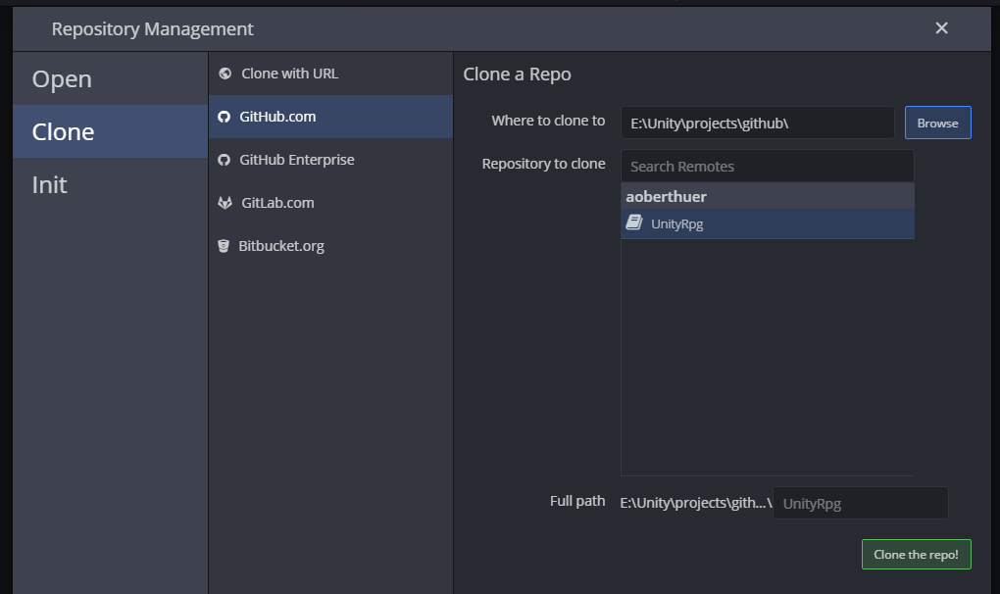 Repository Management
Open
Clone
Init
Clone with URL
GitHub.com
GitHub Enterprise
GitLab.com
Bitbucket.org
Clone a Repo
Where to clone to E:\Unity\projects\github\ Browse
Repository to clone Search Remotes
aoberthuer
UnityRpg
Full path E:\Unity\projects\gith...\ UnityRpg
Clone the repo!